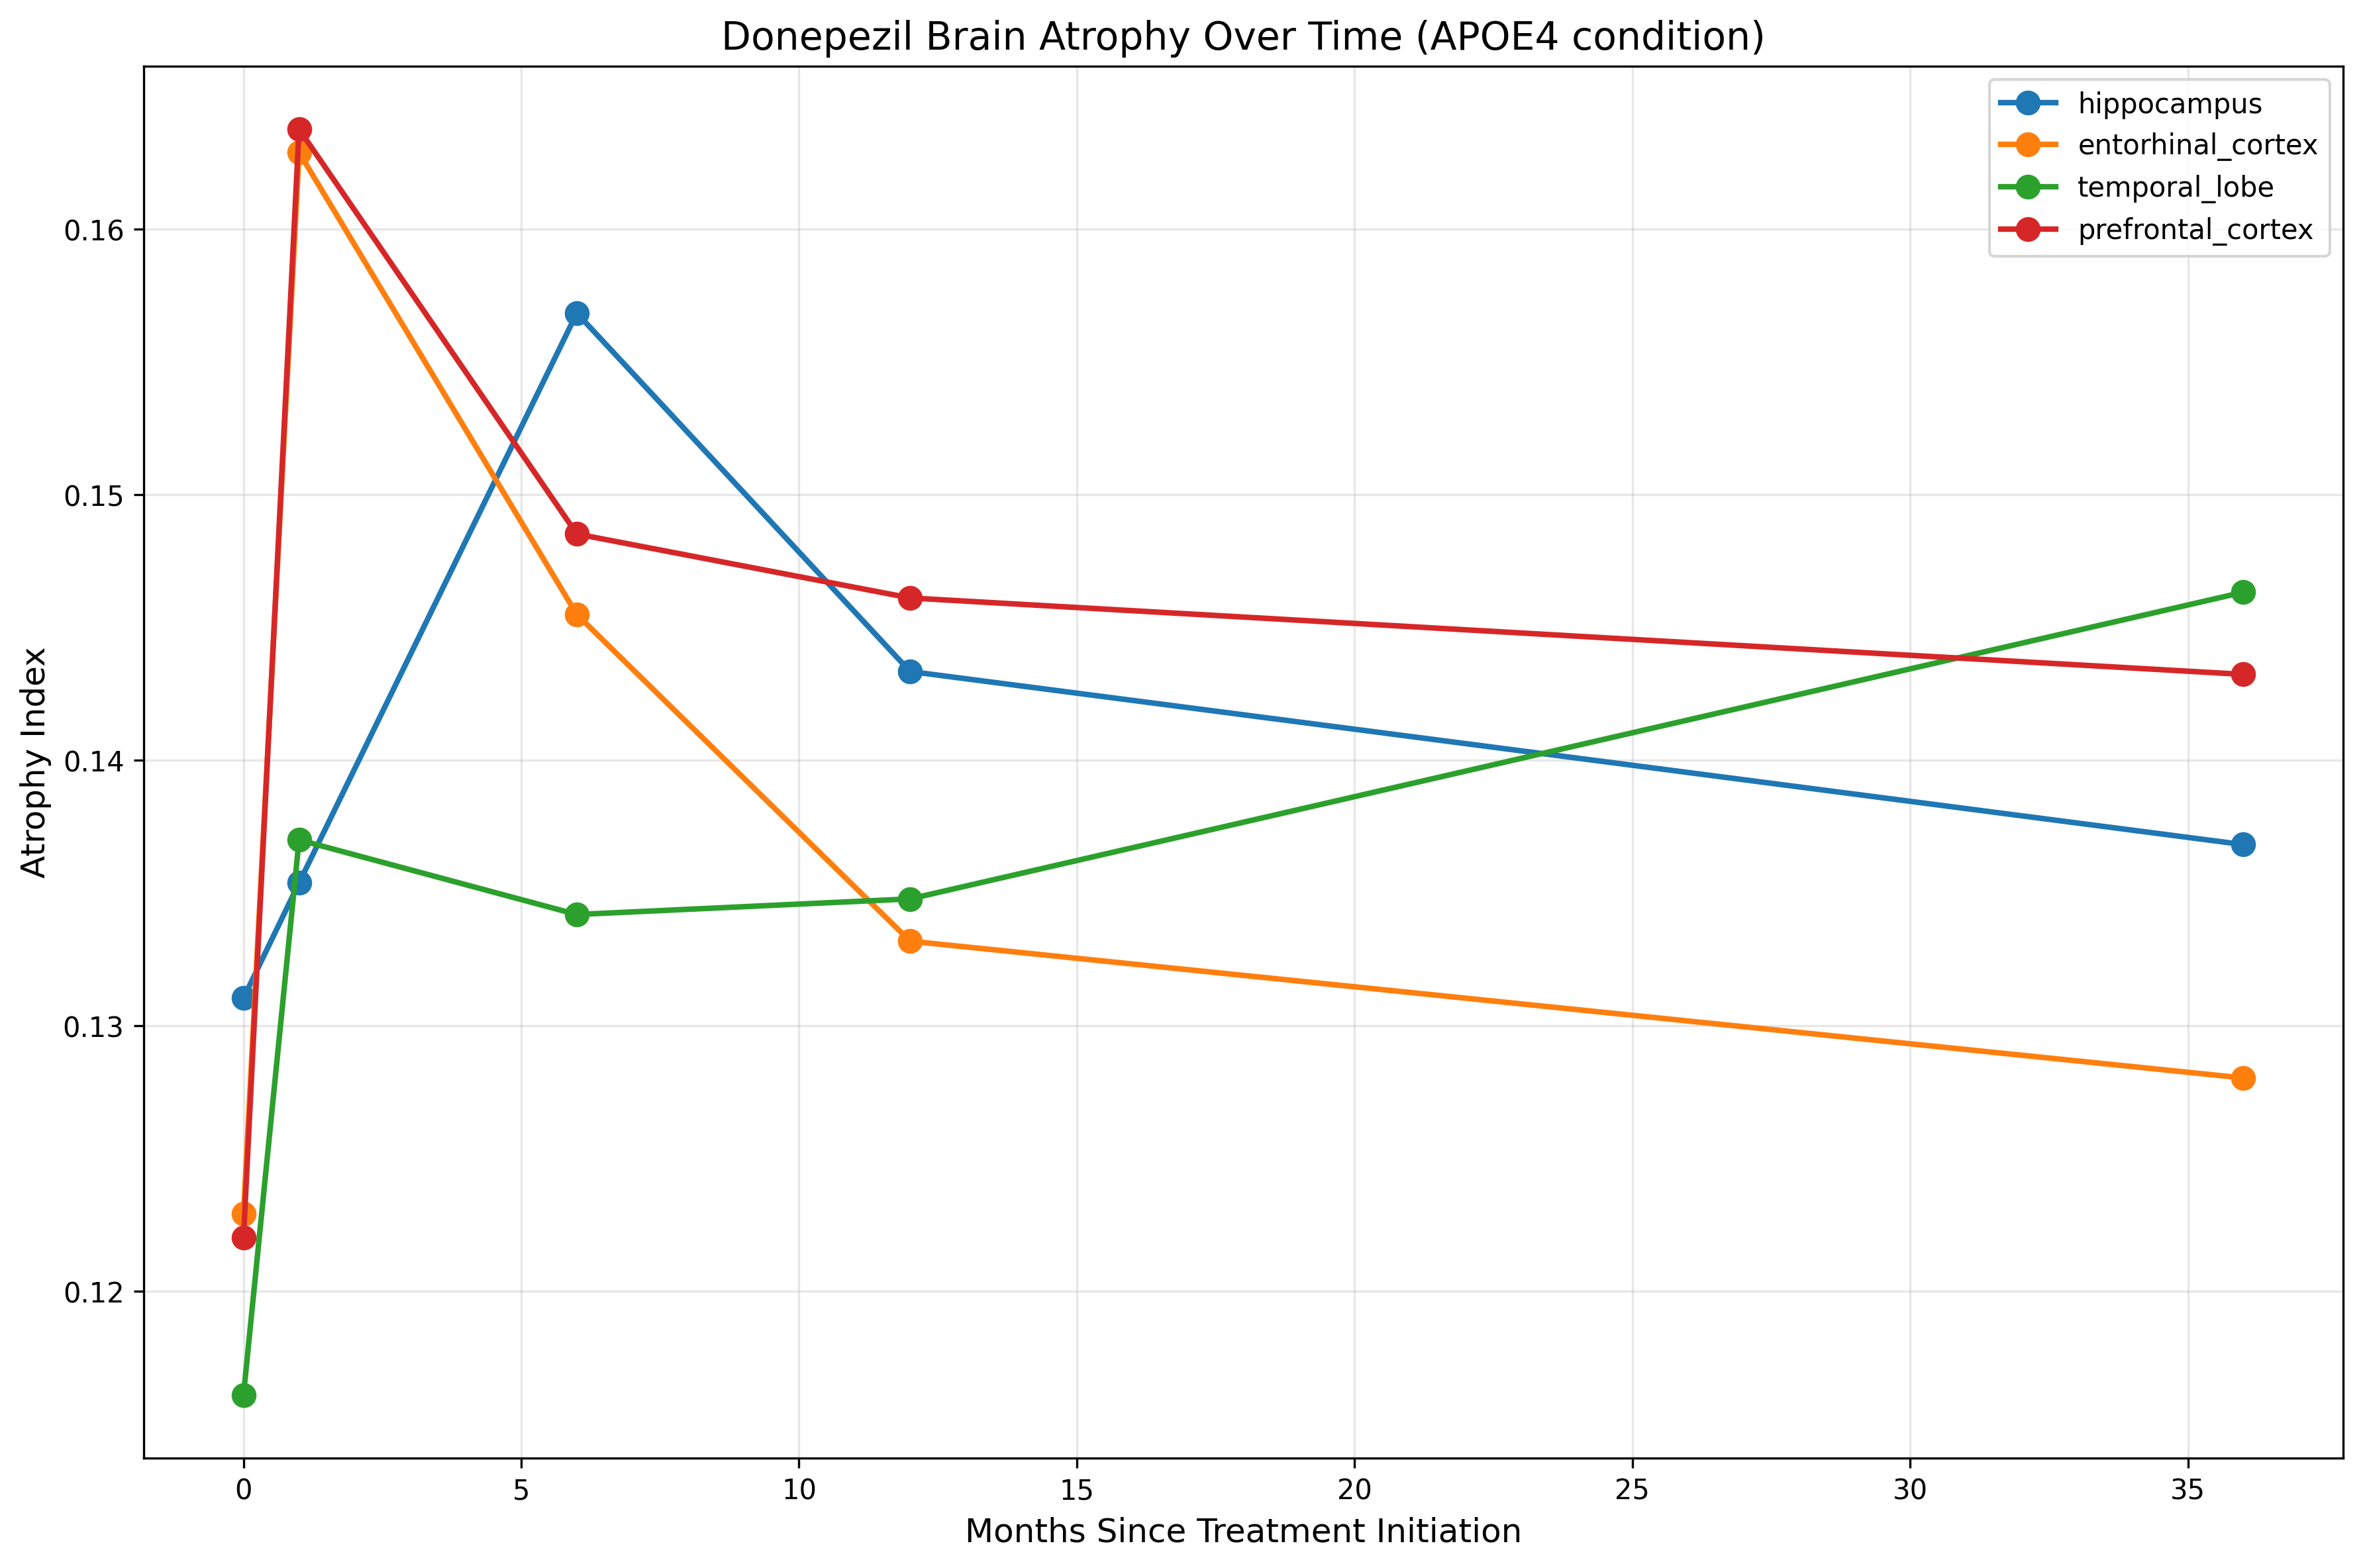 Donepezil Brain Atrophy Over Time (APOE4 condition)
hippocampus
entorhinal_cortex
temporal_lobe
prefrontal_cortex
Atrophy Index
0.16
0.15
0.14
0.13
0.12
0 5 10 15 20 25 30 35
Months Since Treatment Initiation